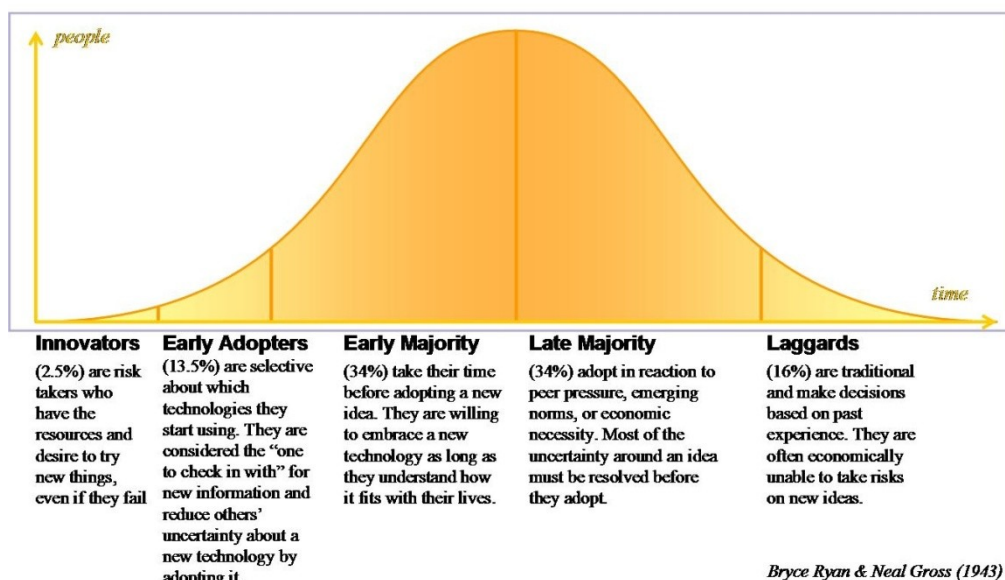 people
time
Innovators
(2.5%) are risk
takers who
have the
resources and
desire to try
new things,
even if they fail
Early Adopters
(13.5%) are selective
about which
technologies they
start using. They are
considered the “one
to check in with” for
new information and
reduce others’
uncertainty about a
new technology by
adopting it
Early Majority
(34%) take their time
before adopting a new
idea. They are willing
to embrace a new
technology as long as
they understand how
it fits with their lives.
Late Majority
(34%) adopt in reaction to
peer pressure, emerging
norms, or economic
necessity. Most of the
uncertainty around an idea
must be resolved before
they adopt.
Laggards
(16%) are traditional
and make decisions
based on past
experience. They are
often economically
unable to take risks
on new ideas.
Bryce Ryan & Neal Gross (1943)